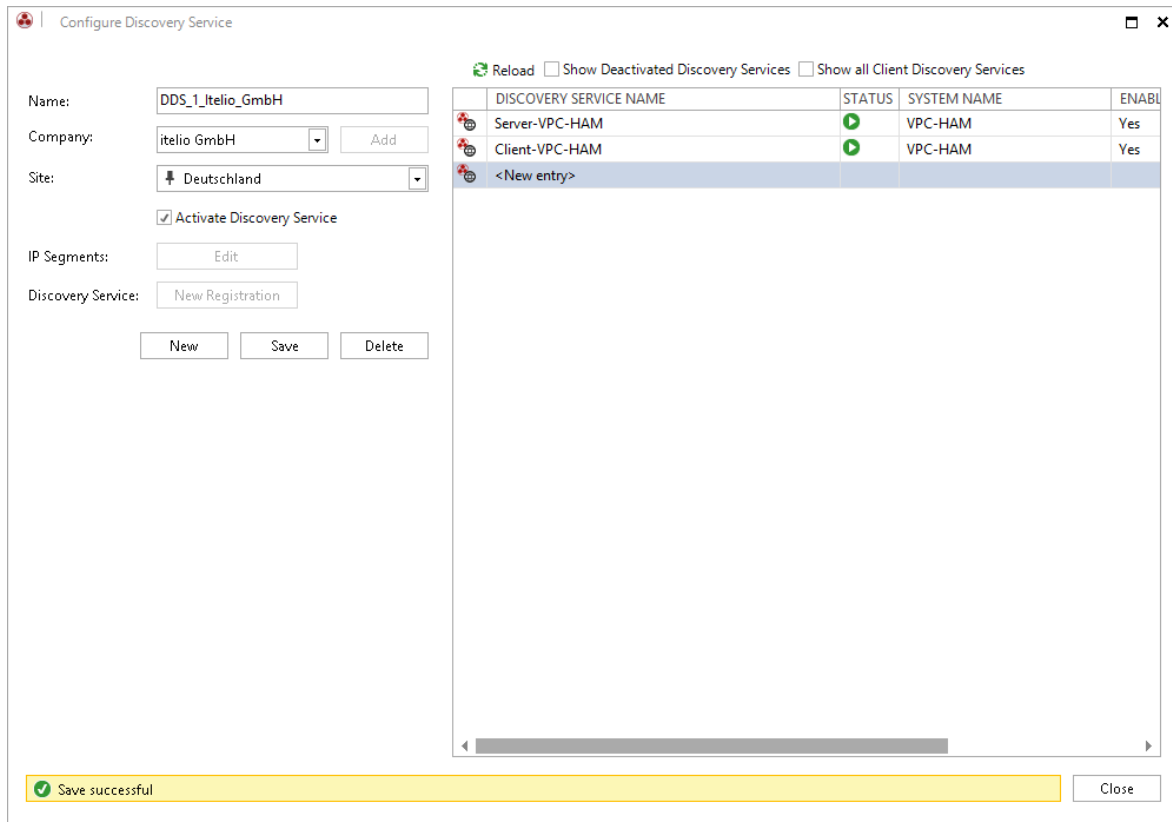 Configure Discovery Service
Reload Show Deactivated Discovery Services Show all Client Discovery Services
Name: DDS_1_Itelio_GmbH
Company: itelio GmbH Add
Site: Deutschland
Activate Discovery Service
IP Segments: Edit
Discovery Service: New Registration
New Save Delete
DISCOVERY SERVICE NAME STATUS SYSTEM NAME ENABL
Server-VPC-HAM VPC-HAM Yes
Client-VPC-HAM VPC-HAM Yes
<New entry>
Save successful
Close